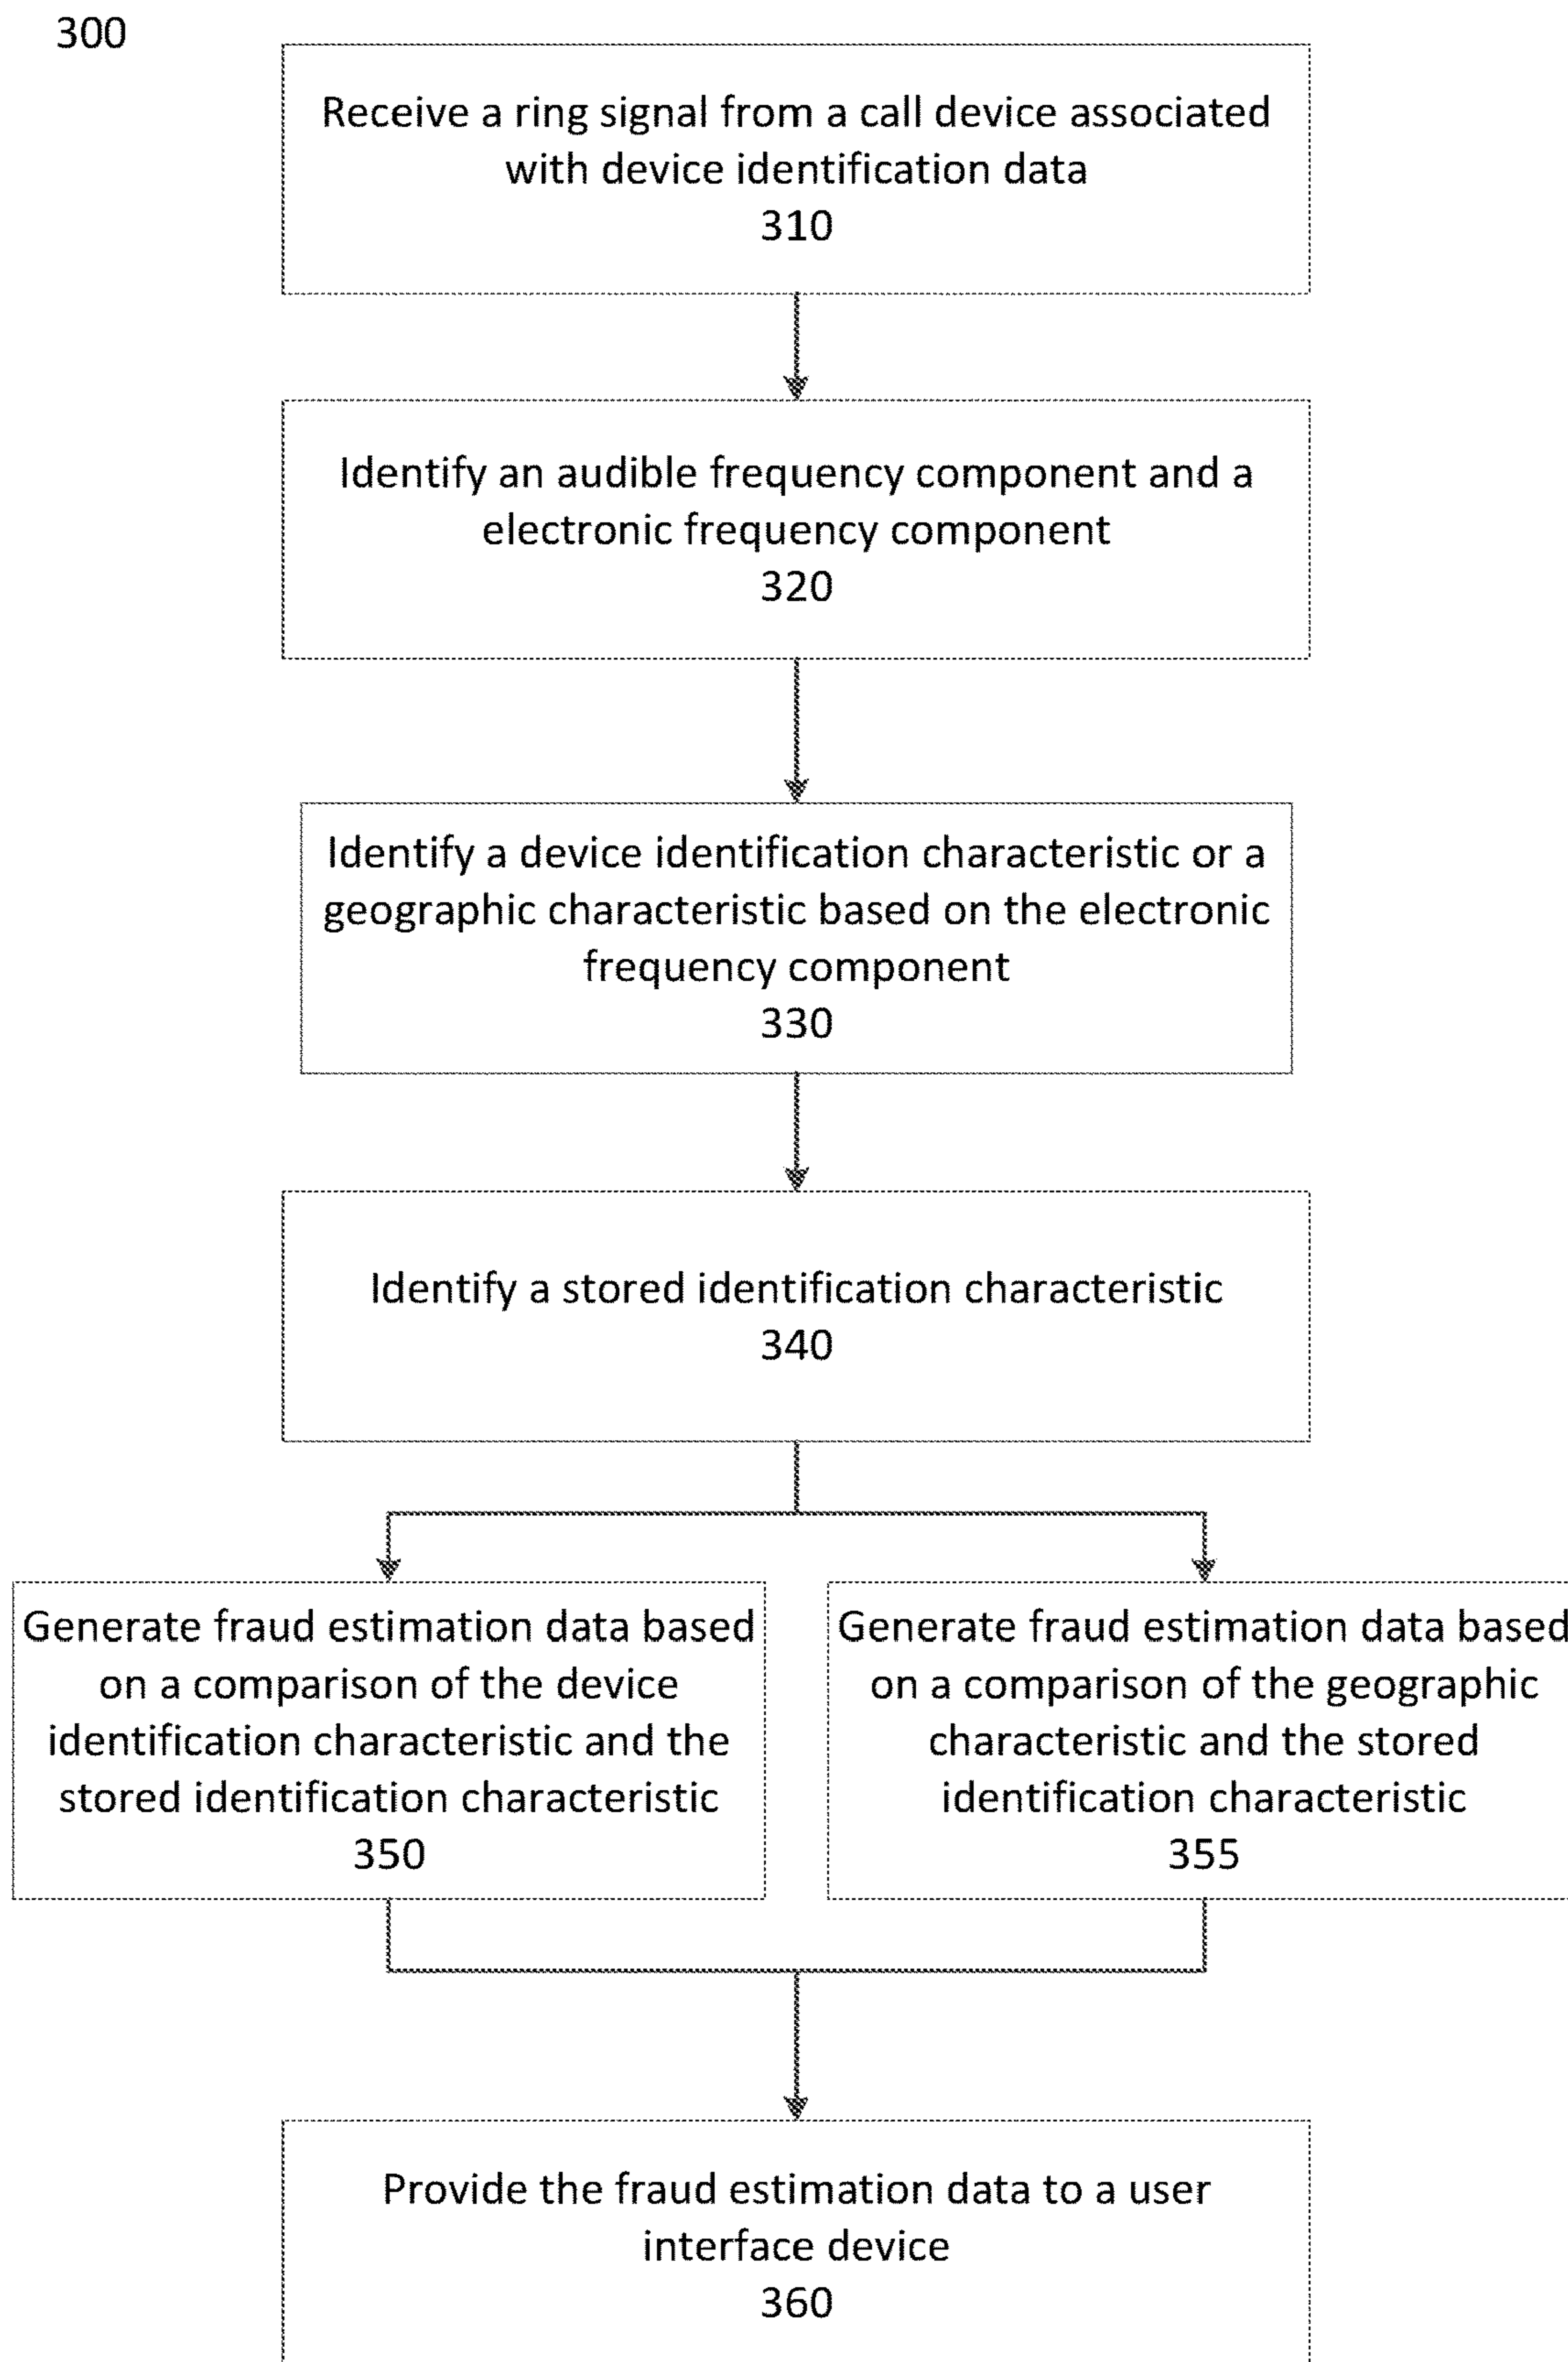 300
Receive a ring signal from a call device associated
with device identification data
310
Identify an audible frequency component and a
electronic frequency component
320
Identify a device identification characteristic or a
geographic characteristic based on the electronic
frequency component
330
Identify a stored identification characteristic
340
Generate fraud estimation data based
on a comparison of the device
identification characteristic and the
stored identification characteristic
350
Generate fraud estimation data based
on a comparison of the geographic
characteristic and the stored
identification characteristic
355
Provide the fraud estimation data to a user
interface device
360